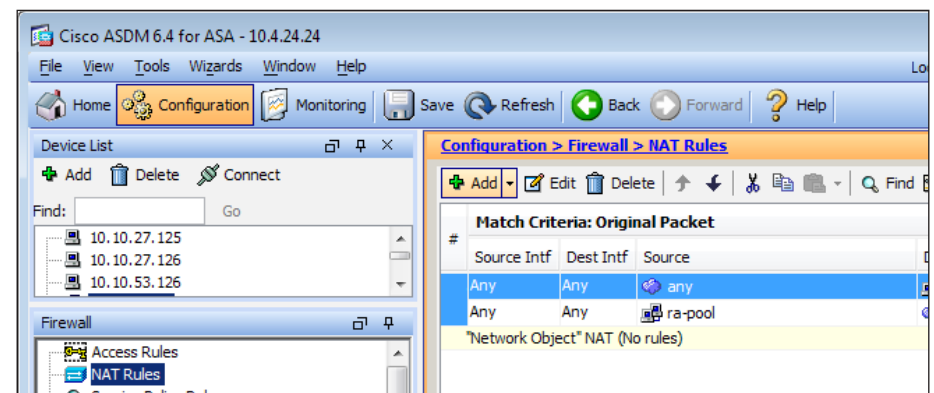 Cisco ASDM 6.4 for ASA - 10.4.24.24
File View Tools Wizards Window Help
Home Configuration Monitoring Save Refresh Back Forward Help
Device List
Add Delete Connect
Find: Go
10.10.27.125
10.10.27.126
10.10.53.126
Firewall
Access Rules
NAT Rules
Configuration > Firewall > NAT Rules
Add Edit Delete Find
# Match Criteria: Original Packet
Source Intf Dest Intf Source
Any Any any
Any Any ra-pool
"Network Object" NAT (No rules)